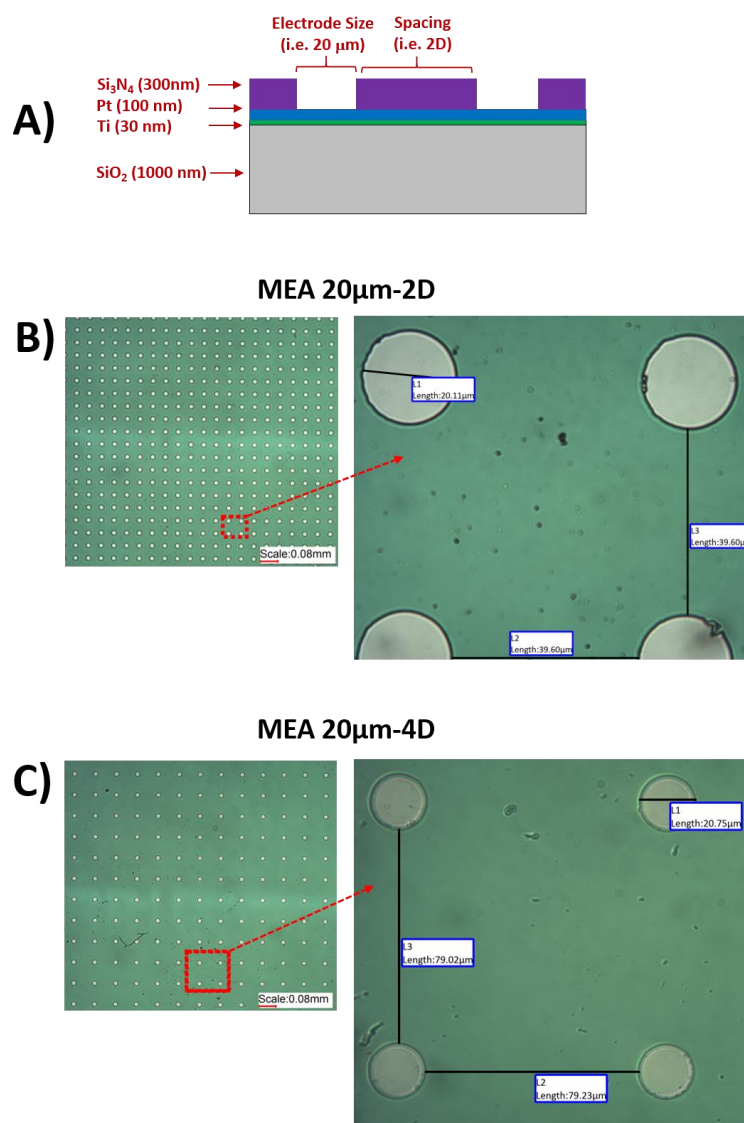 Electrode Size
(i.e. 20 μm)
Spacing
(i.e. 2D)
A)
Si₃N₄ (300nm)
Pt (100 nm)
Ti (30 nm)
SiO₂ (1000 nm)
MEA 20μm-2D
B)
Scale:0.08mm
L1
Length:20.11μm
L3
Length:39.60μ
L2
Length:39.60μm
MEA 20μm-4D
C)
Scale:0.08mm
L1
Length:20.75μm
L3
Length:79.02μm
L2
Length:79.23μm